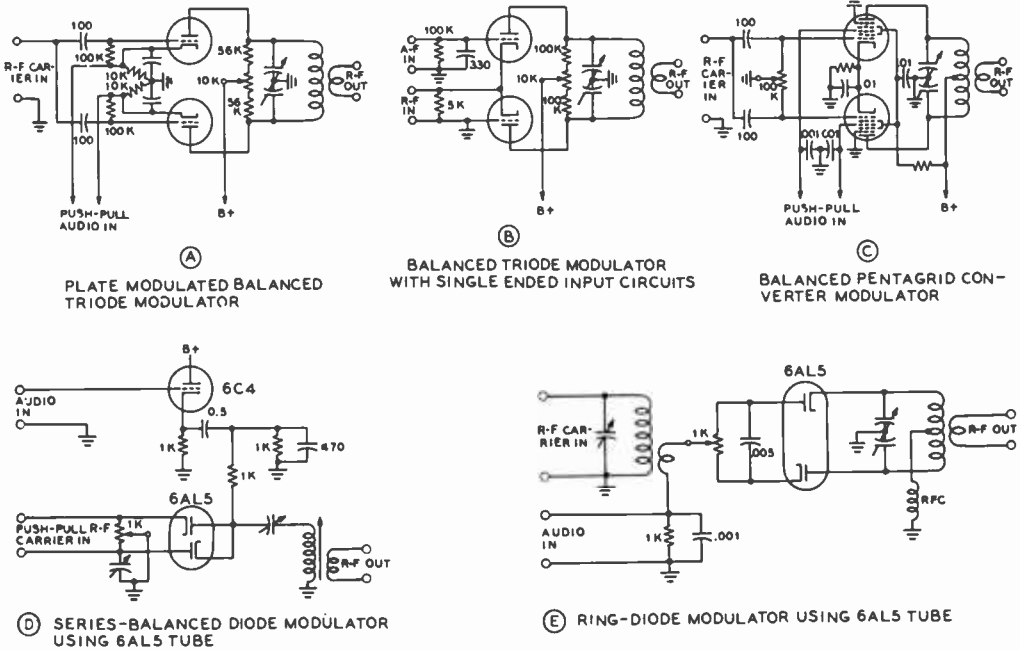 100
100K
R-F CAR-
RIER IN
10K
10K
100K
100
56K
10K
56
K
R-F
OUT
PUSH-PULL
AUDIO IN
B+
A
PLATE MODULATED BALANCED
TRIODE MODULATOR
100K
A-F
IN
330
R-F
IN
5K
100K
10K
100
K
R-F
OUT
B+
B
BALANCED TRIODE MODULATOR
WITH SINGLE ENDED INPUT CIRCUITS
100
R-F
CAR-
RIER
IN
100
K
100
.01
.01
.001
.001
R-F
OUT
PUSH-PULL
AUDIO IN
B+
C
BALANCED PENTAGRID CON-
VERTER MODULATOR
B+
6C4
AUDIO
IN
0.5
1K
1K
470
1K
6AL5
PUSH-PULL R-F
CARRIER IN
1K
R-F OUT
D SERIES-BALANCED DIODE MODULATOR
USING 6AL5 TUBE
6AL5
R-F CAR-
RIER IN
1K
.005
R-F OUT
RFC
AUDIO
IN
1K
.001
E RING-DIODE MODULATOR USING 6AL5 TUBE